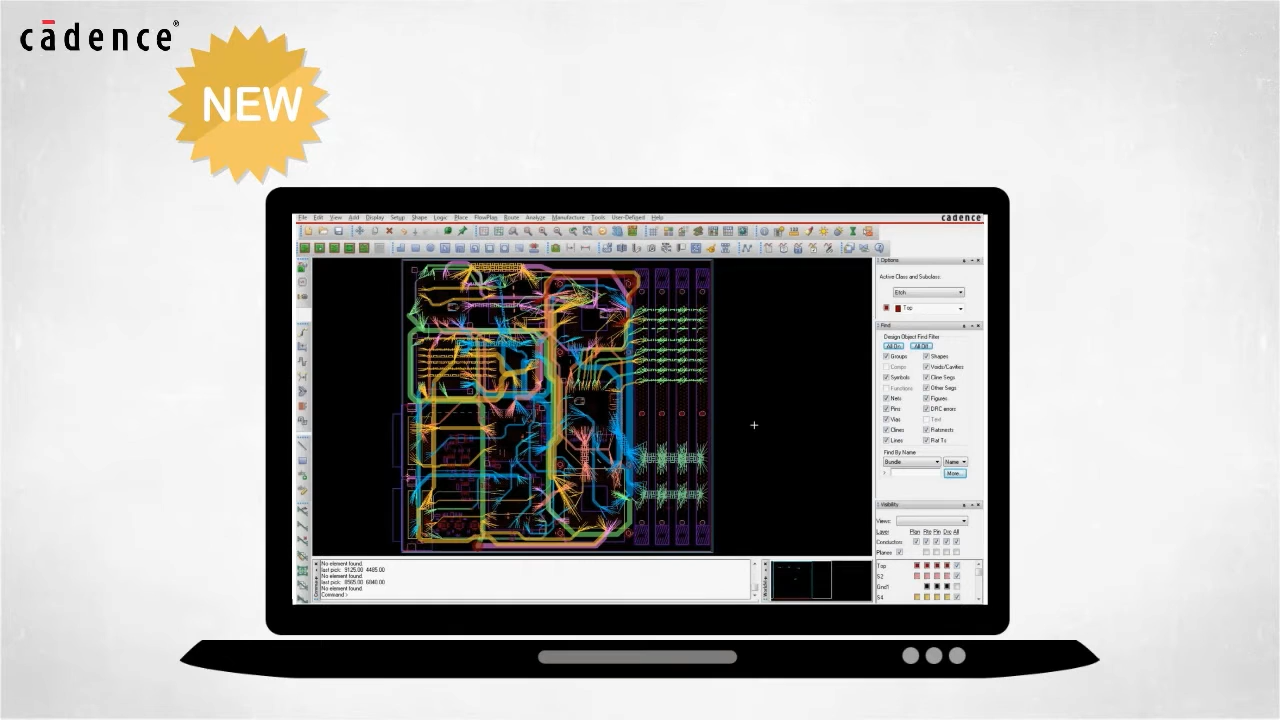 cādence®
NEW
File Edit View Add Display Setup Shape Logic Place FlowPlan Route Analyze Manufacture Tools User-Defined Help
cādence
Options
Active Class and Subclass:
Etch
Top
Find
Design Object Find Filter
All On All Off
Groups Shapes
Comps Voids/Cavities
Symbols Cline Segs
Functions Other Segs
Nets Figures
Pins DRC errors
Vias Text
Clines Ratsnests
Lines Rat Ts
Find By Name
Bundle Name
> More...
Visibility
Views:
Layer Plan Etc Pin Drc All
Conductors
Planes
Top
S2
Gnd1
S4
No element found.
last pick: 9125.00 4485.00
No element found.
last pick: 8965.00 6840.00
No element found.
Command >